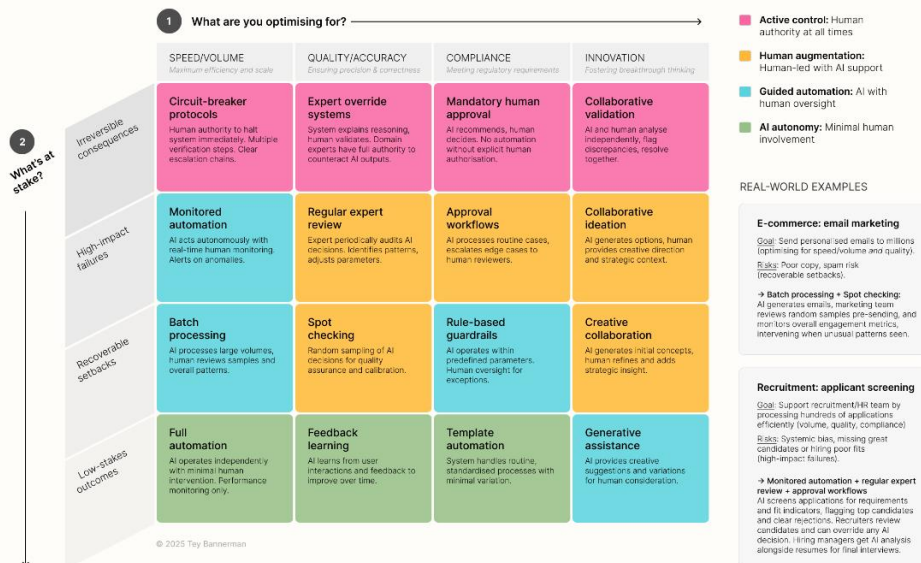 1 What are you optimising for?
SPEED/VOLUME
Maximum efficiency and scale
QUALITY/ACCURACY
Ensuring precision & correctness
COMPLIANCE
Meeting regulatory requirements
INNOVATION
Fostering breakthrough thinking
2
What's at
stake?
Irreversible
consequences
Circuit-breaker
protocols
Human authority to halt
system immediately. Multiple
verification steps. Clear
escalation chains.
Expert override
systems
System explains reasoning,
human validates. Domain
experts have full authority to
counteract AI outputs.
Mandatory human
approval
AI recommends, human
decides. No automation
without explicit human
authorisation.
Collaborative
validation
AI and human analyse
independently, flag
discrepancies, resolve
together.
High-impact
failures
Monitored
automation
AI acts autonomously with
real-time human monitoring.
Alerts on anomalies.
Regular expert
review
Expert periodically audits AI
decisions. Identifies patterns,
adjusts parameters.
Approval
workflows
AI processes routine cases,
escalates edge cases to
human reviewers.
Collaborative
ideation
AI generates options, human
provides creative direction
and strategic context.
Recoverable
setbacks
Batch
processing
AI processes large volumes,
human reviews samples and
overall patterns.
Spot
checking
Random sampling of AI
decisions for quality
assurance and calibration.
Rule-based
guardrails
AI operates within
predefined parameters.
Human oversight for
exceptions.
Creative
collaboration
AI generates initial concepts,
human refines and adds
strategic insight.
Low-stakes
outcomes
Full
automation
AI operates independently
with minimal human
intervention. Performance
monitoring only.
Feedback
learning
AI learns from user
interactions and feedback to
improve over time.
Template
automation
System handles routine,
standardised processes with
minimal variation.
Generative
assistance
AI provides creative
suggestions and variations
for human consideration.
© 2025 Tey Bannerman
Active control: Human
authority at all times
Human augmentation:
Human-led with AI support
Guided automation: AI with
human oversight
AI autonomy: Minimal human
involvement
REAL-WORLD EXAMPLES
E-commerce: email marketing
Goal: Send personalised emails to millions
(optimising for speed/volume and quality).
Risks: Poor copy, spam risk
(recoverable setbacks).
→ Batch processing + Spot checking:
AI generates emails, marketing team
reviews random samples pre-sending, and
monitors overall engagement metrics,
intervening when unusual patterns seen.
Recruitment: applicant screening
Goal: Support recruitment/HR team by
processing hundreds of applications
efficiently (volume, quality, compliance)
Risks: Systemic bias, missing great
candidates or hiring poor fits
(high-impact failures).
→ Monitored automation + regular expert
review + approval workflows
AI screens applications for requirements
and fit indicators, flagging top candidates
and clear rejections. Recruiters review
candidates and can override any AI
decision. Hiring managers get AI analysis
alongside resumes for final interviews.